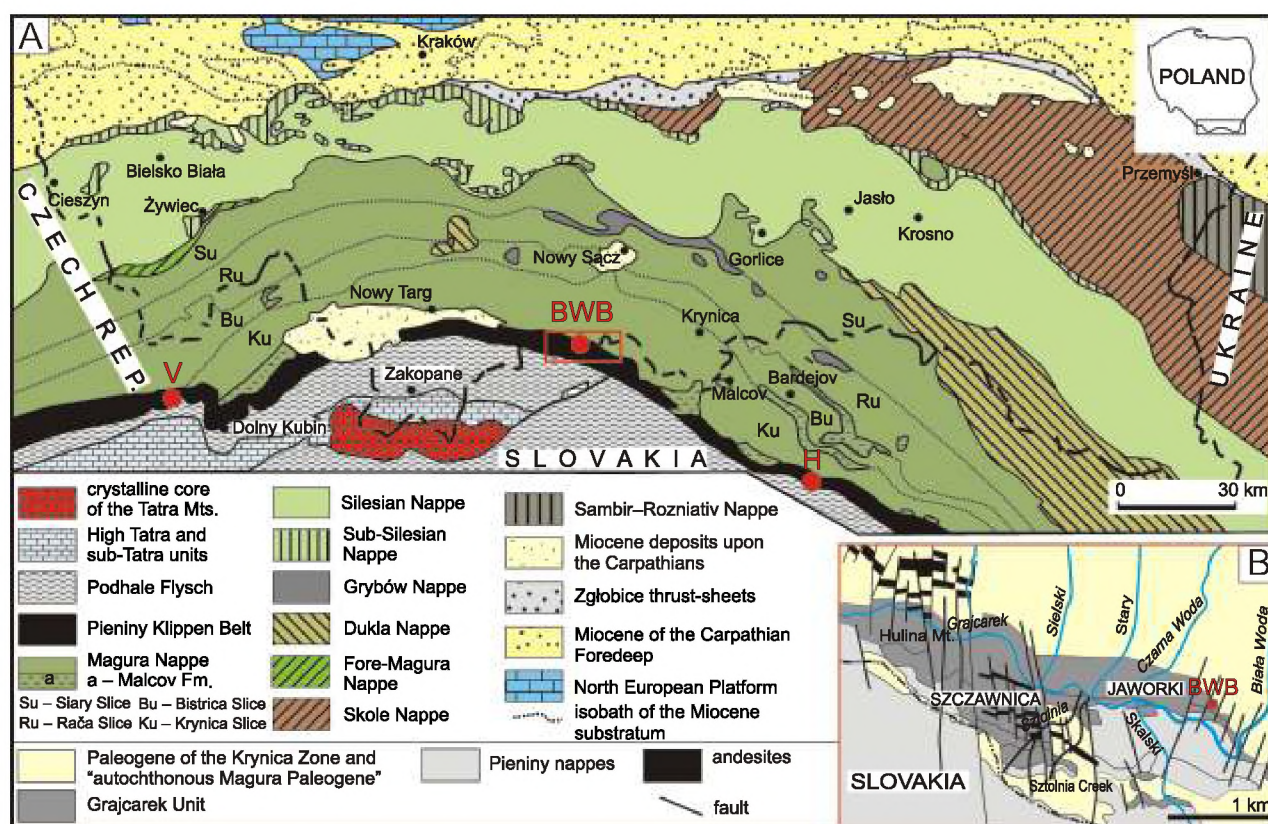 A
Kraków
POLAND
Bielsko Biała
Cieszyn
Żywiec
Przemyśl
Jasło
Krosno
CZECH REP.
UKRAINE
Su
Ru
Bu
Ku
Nowy Sącz
Gorlice
Nowy Targ
BWB
Krynica
Su
V
Zakopane
Malcov
Bardejov
Ru
Bu
Ku
Dolny Kubin
H
SLOVAKIA
0 30 km
crystalline core
of the Tatra Mts.
High Tatra and
sub-Tatra units
Podhale Flysch
Pieniny Klippen Belt
Magura Nappe
a
a – Malcov Fm.
Su – Siary Slice Bu – Bistrica Slice
Ru – Rača Slice Ku – Krynica Slice
Silesian Nappe
Sub-Silesian
Nappe
Grybów Nappe
Dukla Nappe
Fore-Magura
Nappe
Skole Nappe
Sambir–Rozniativ Nappe
Miocene deposits upon
the Carpathians
Zgłobice thrust-sheets
Miocene of the Carpathian
Foredeep
North European Platform
isobath of the Miocene
substratum
Paleogene of the Krynica Zone and
"autochthonous Magura Paleogene"
Grajcarek Unit
Pieniny nappes
andesites
fault
B
Hulina Mt.
Grajcarek
Sielski
Stary
Czarna Woda
Biała Woda
SZCZAWNICA
Sztolnia
JAWORKI
BWB
Skalski
SLOVAKIA
Sztolnia Creek
1 km